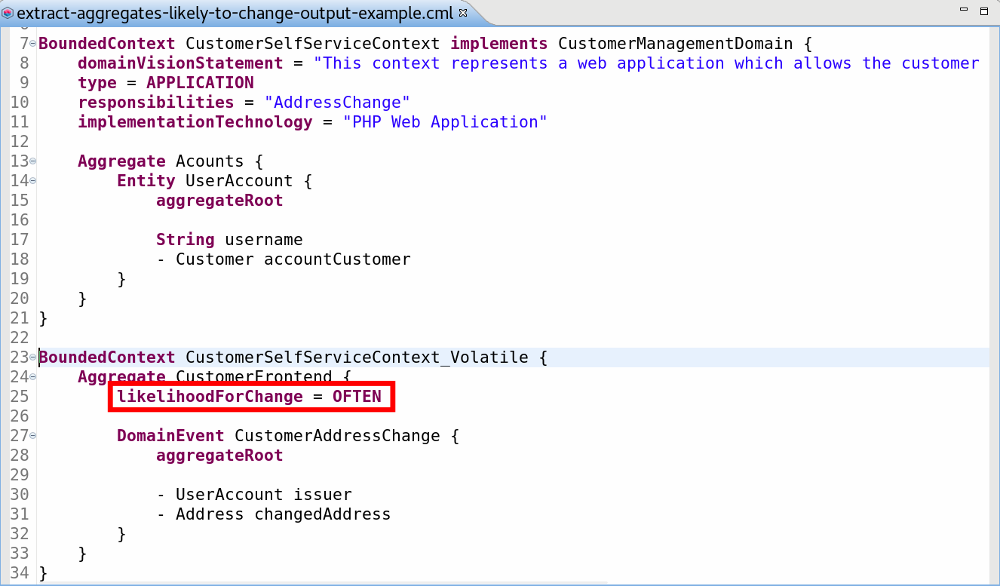 extract-aggregates-likely-to-change-output-example.cml
7 BoundedContext CustomerSelfServiceContext implements CustomerManagementDomain {
8     domainVisionStatement = "This context represents a web application which allows the customer
9     type = APPLICATION
10     responsibilities = "AddressChange"
11     implementationTechnology = "PHP Web Application"
12
13     Aggregate Acounts {
14         Entity UserAccount {
15             aggregateRoot
16
17             String username
18             - Customer accountCustomer
19         }
20     }
21 }
22
23 BoundedContext CustomerSelfServiceContext_Volatile {
24     Aggregate CustomerFrontend {
25         likelihoodForChange = OFTEN
26
27         DomainEvent CustomerAddressChange {
28             aggregateRoot
29
30             - UserAccount issuer
31             - Address changedAddress
32         }
33     }
34 }